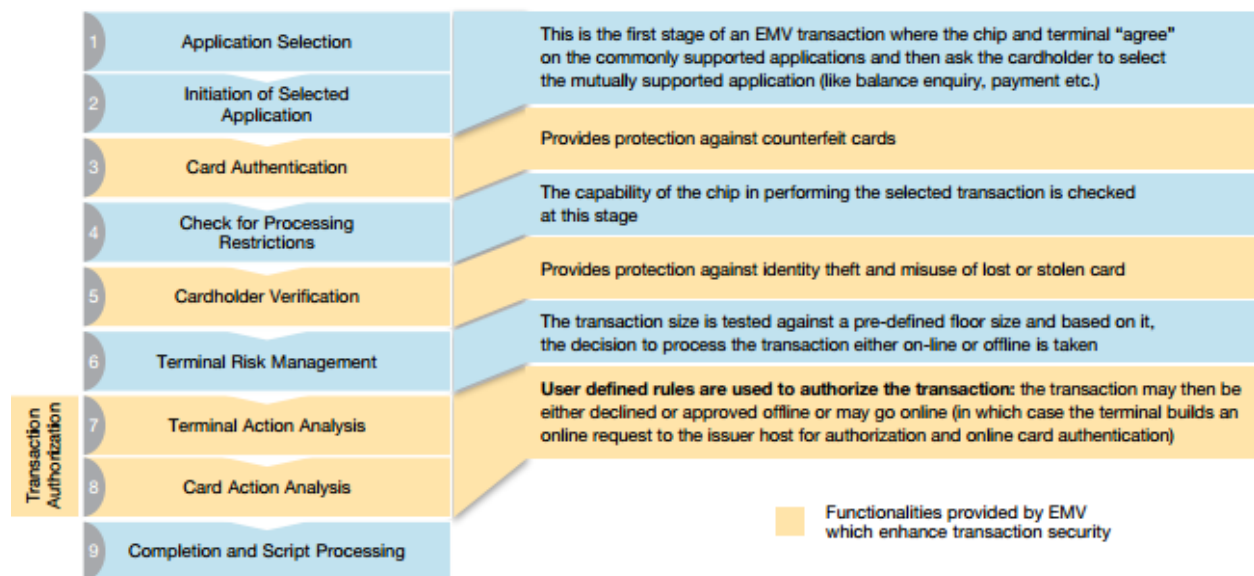 1
Application Selection
2
Initiation of Selected
Application
3
Card Authentication
4
Check for Processing
Restrictions
5
Cardholder Verification
6
Terminal Risk Management
Transaction
Authorization
7
Terminal Action Analysis
8
Card Action Analysis
9
Completion and Script Processing
This is the first stage of an EMV transaction where the chip and terminal “agree”
on the commonly supported applications and then ask the cardholder to select
the mutually supported application (like balance enquiry, payment etc.)
Provides protection against counterfeit cards
The capability of the chip in performing the selected transaction is checked
at this stage
Provides protection against identity theft and misuse of lost or stolen card
The transaction size is tested against a pre-defined floor size and based on it,
the decision to process the transaction either on-line or offline is taken
User defined rules are used to authorize the transaction: the transaction may then be
either declined or approved offline or may go online (in which case the terminal builds an
online request to the issuer host for authorization and online card authentication)
Functionalities provided by EMV
which enhance transaction security